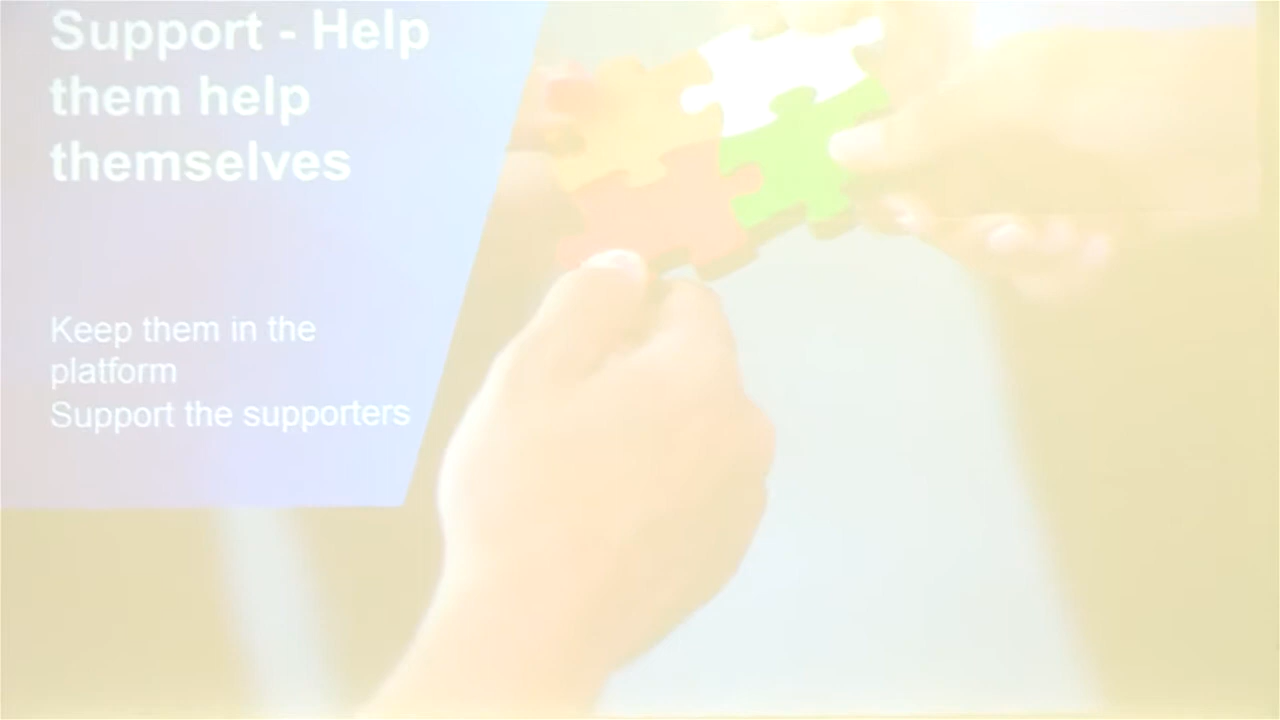 Support - Help
them help
themselves
Keep them in the
platform
Support the supporters